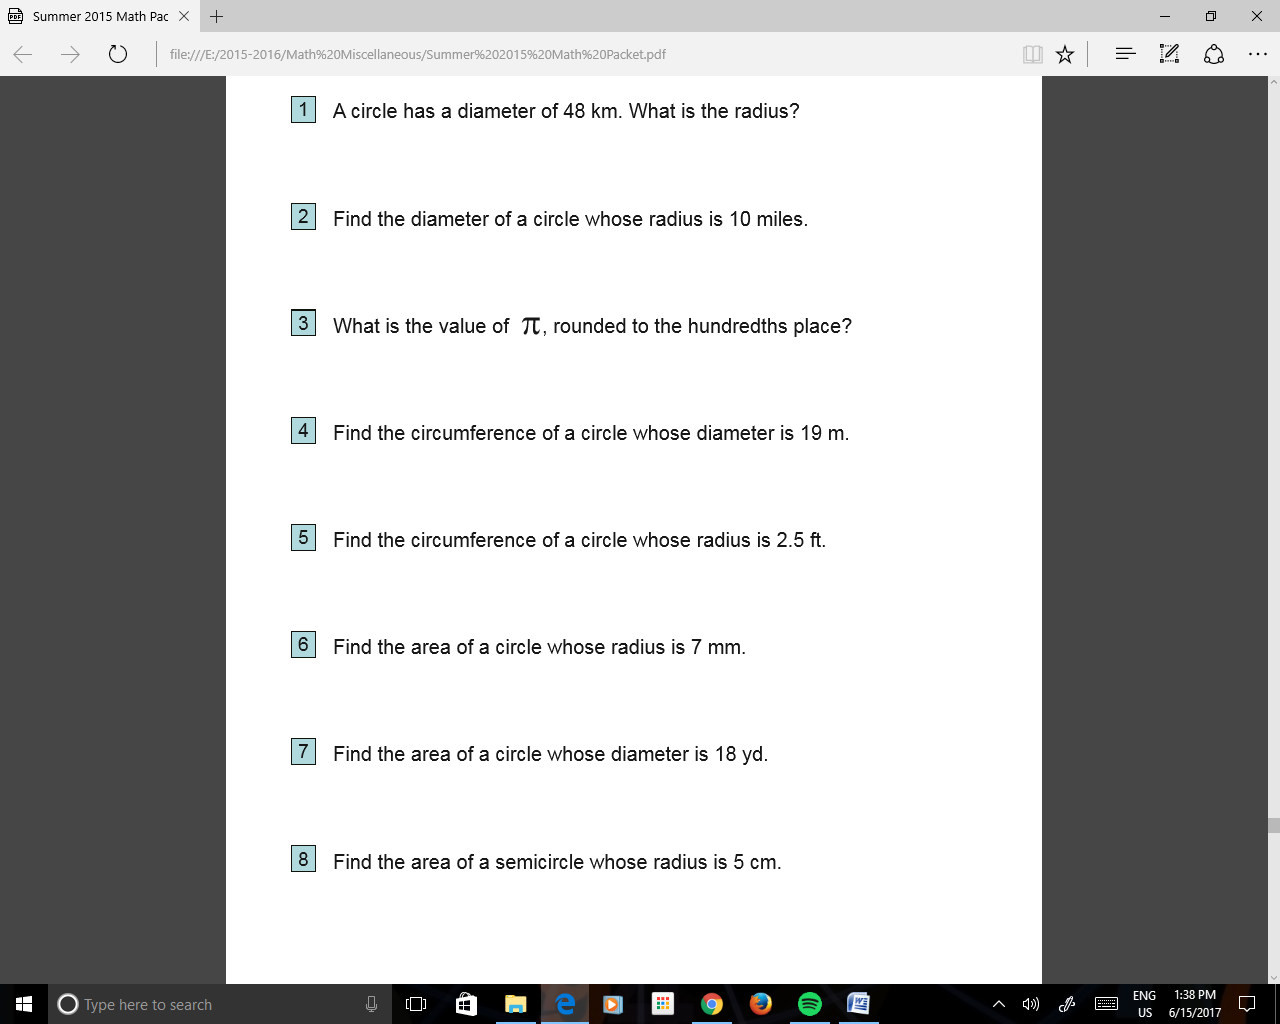 Summer 2015 Math Pac
file:///E:/2015-2016/Math%20Miscellaneous/Summer%202015%20Math%20Packet.pdf
1 A circle has a diameter of 48 km. What is the radius?
2 Find the diameter of a circle whose radius is 10 miles.
3 What is the value of π, rounded to the hundredths place?
4 Find the circumference of a circle whose diameter is 19 m.
5 Find the circumference of a circle whose radius is 2.5 ft.
6 Find the area of a circle whose radius is 7 mm.
7 Find the area of a circle whose diameter is 18 yd.
8 Find the area of a semicircle whose radius is 5 cm.
Type here to search
ENG
US
1:38 PM
6/15/2017